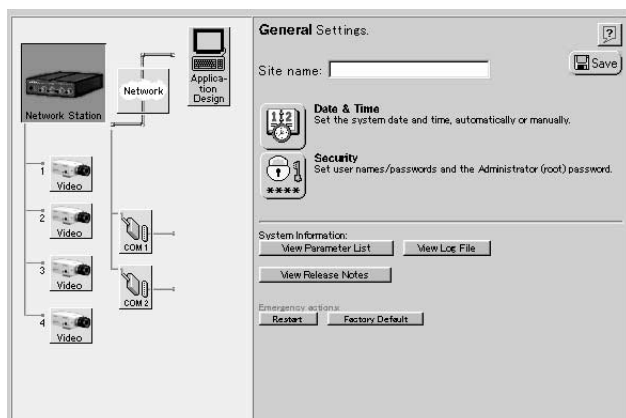 Network Station
Network
Applica-
tion
Design
1
Video
2
Video
3
Video
4
Video
COM 1
COM 2
General Settings.
?
Site name:
Save
Date & Time
Set the system date and time, automatically or manually.
Security
Set user names/passwords and the Administrator (root) password.
****
System Information:
View Parameter List
View Log File
View Release Notes
Emergency actions:
Restart
Factory Default